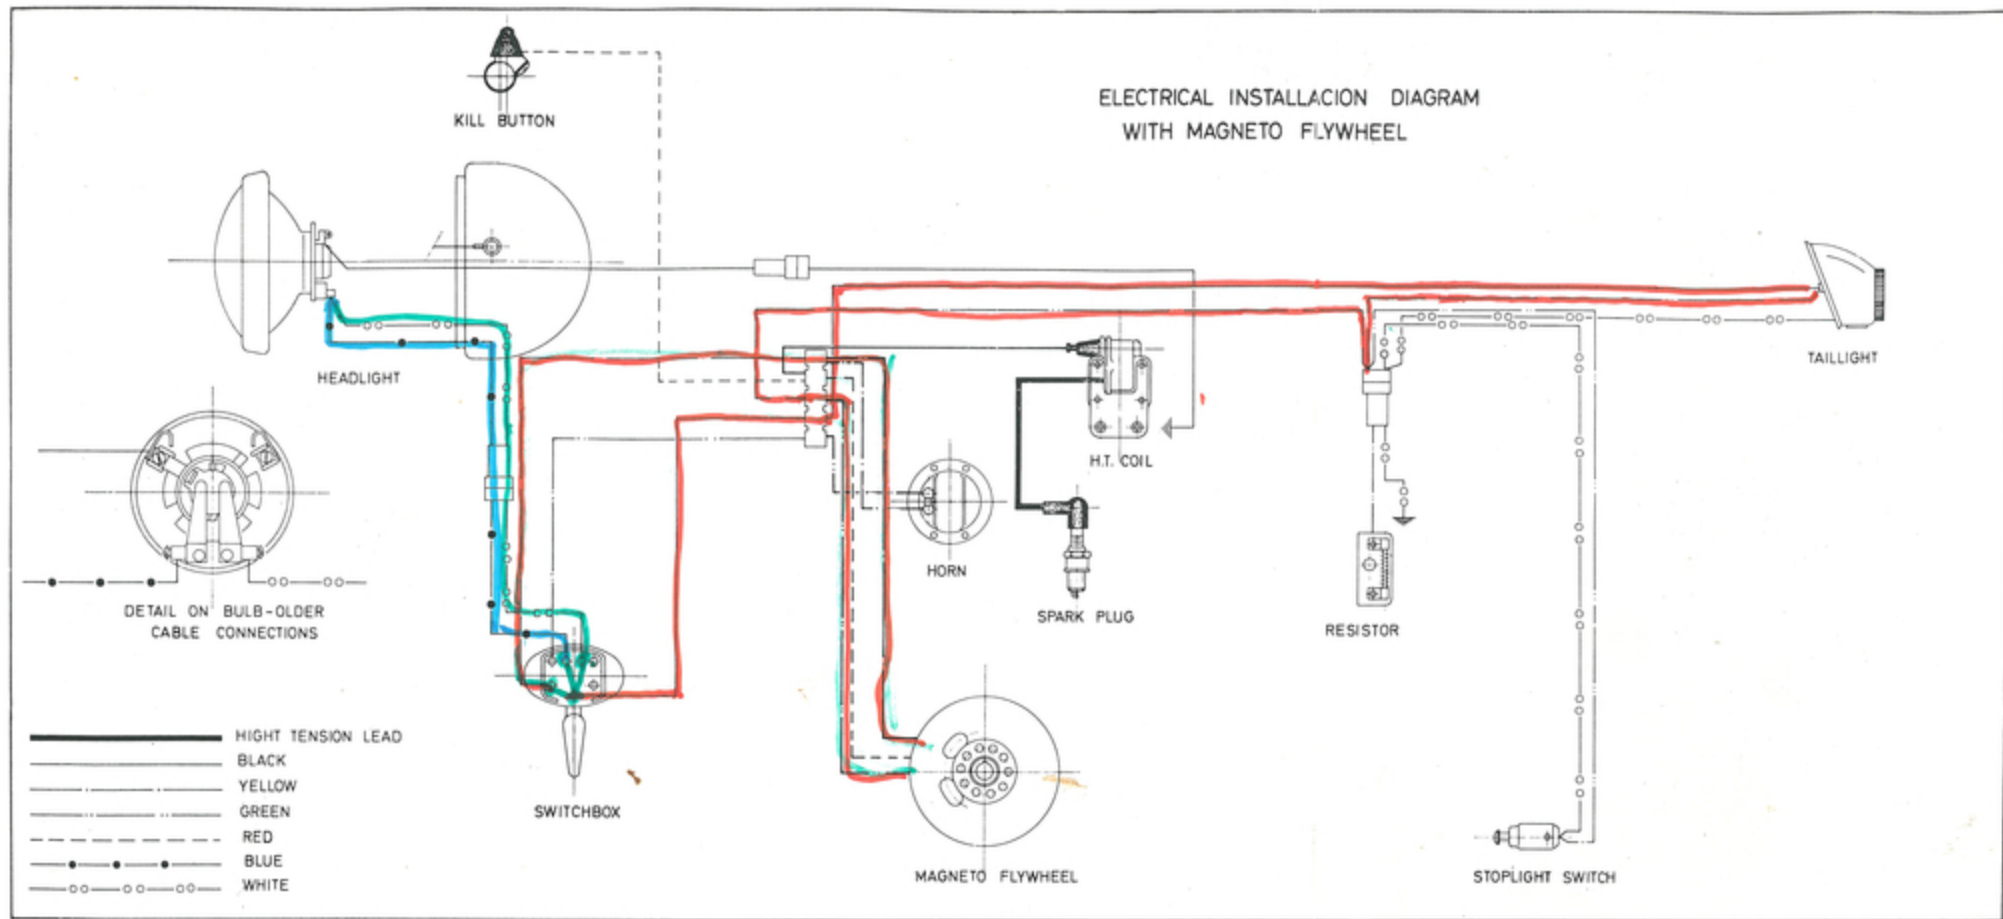 ELECTRICAL INSTALLACION DIAGRAM
WITH MAGNETO FLYWHEEL
KILL BUTTON
HEADLIGHT
TAILLIGHT
H.T. COIL
HORN
SPARK PLUG
RESISTOR
DETAIL ON BULB-OLDER
CABLE CONNECTIONS
SWITCHBOX
MAGNETO FLYWHEEL
STOPLIGHT SWITCH
HIGHT TENSION LEAD
BLACK
YELLOW
GREEN
RED
BLUE
WHITE